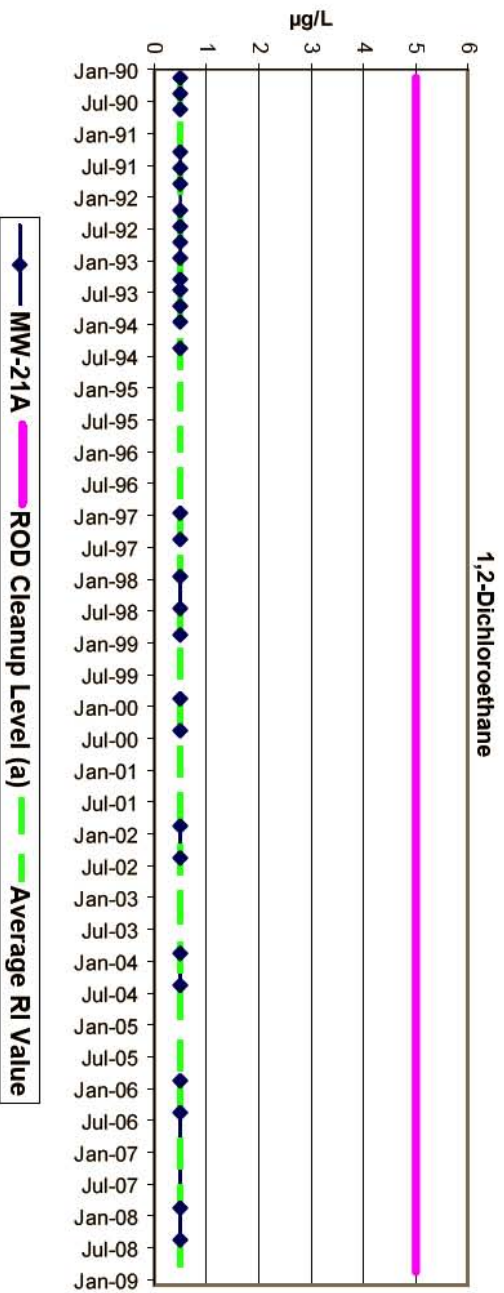 1,2-Dichloroethane
µg/L
6
5
4
3
2
1
0
Jan-90
Jul-90
Jan-91
Jul-91
Jan-92
Jul-92
Jan-93
Jul-93
Jan-94
Jul-94
Jan-95
Jul-95
Jan-96
Jul-96
Jan-97
Jul-97
Jan-98
Jul-98
Jan-99
Jul-99
Jan-00
Jul-00
Jan-01
Jul-01
Jan-02
Jul-02
Jan-03
Jul-03
Jan-04
Jul-04
Jan-05
Jul-05
Jan-06
Jul-06
Jan-07
Jul-07
Jan-08
Jul-08
Jan-09
MW-21A ROD Cleanup Level (a) Average RI Value